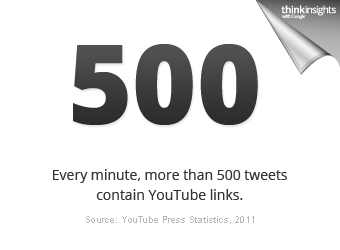 thinkinsights
with Google
500
Every minute, more than 500 tweets
contain YouTube links.
Source: YouTube Press Statistics, 2011